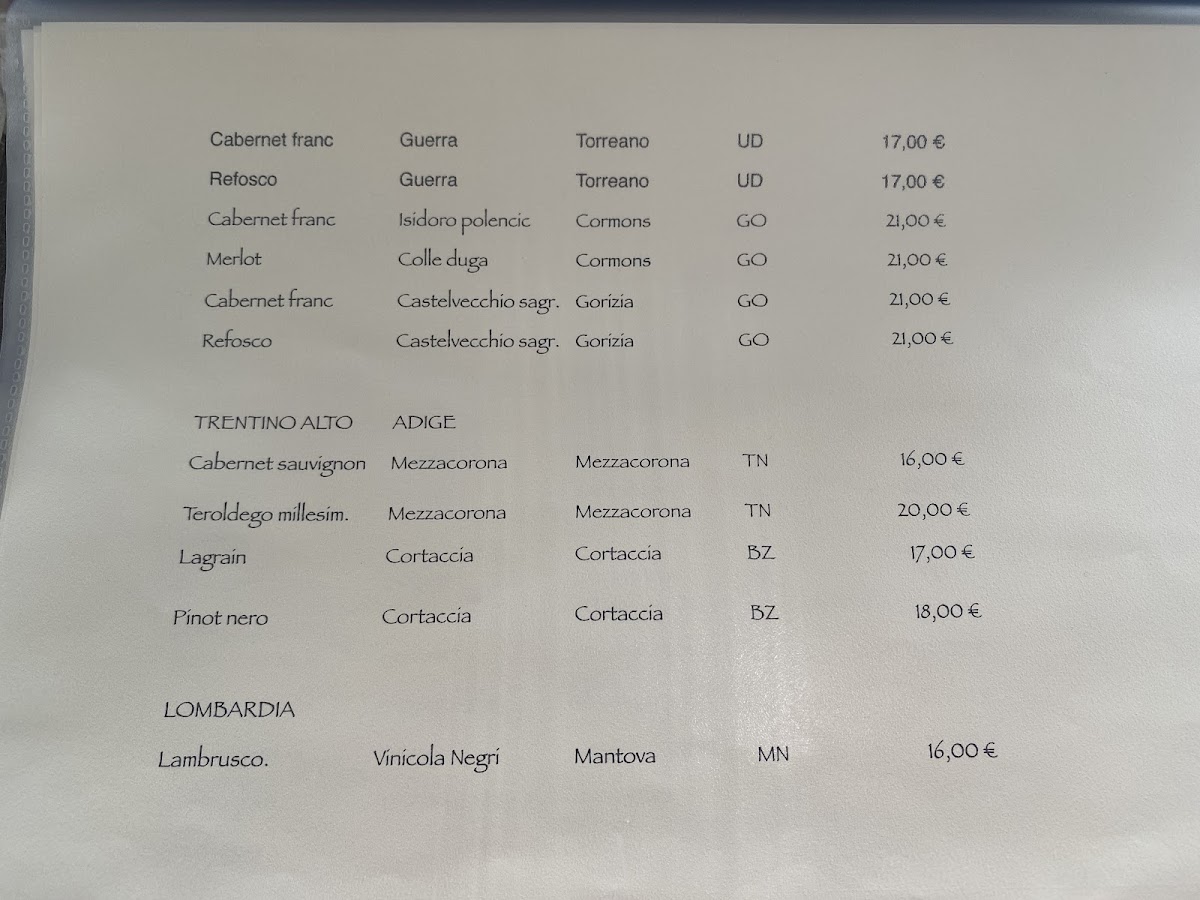 Cabernet franc Guerra Torreano UD 17,00 €
Refosco Guerra Torreano UD 17,00 €
Cabernet franc Isidoro polencic Cormons GO 21,00 €
Merlot Colle duga Cormons GO 21,00 €
Cabernet franc Castelvecchio sagr. Gorizia GO 21,00 €
Refosco Castelvecchio sagr. Gorizia GO 21,00 €
TRENTINO ALTO ADIGE
Cabernet sauvignon Mezzacorona Mezzacorona TN 16,00 €
Teroldego millesim. Mezzacorona Mezzacorona TN 20,00 €
Lagrain Cortaccia Cortaccia BZ 17,00 €
Pinot nero Cortaccia Cortaccia BZ 18,00 €
LOMBARDIA
Lambrusco. Vinicola Negri Mantova MN 16,00 €